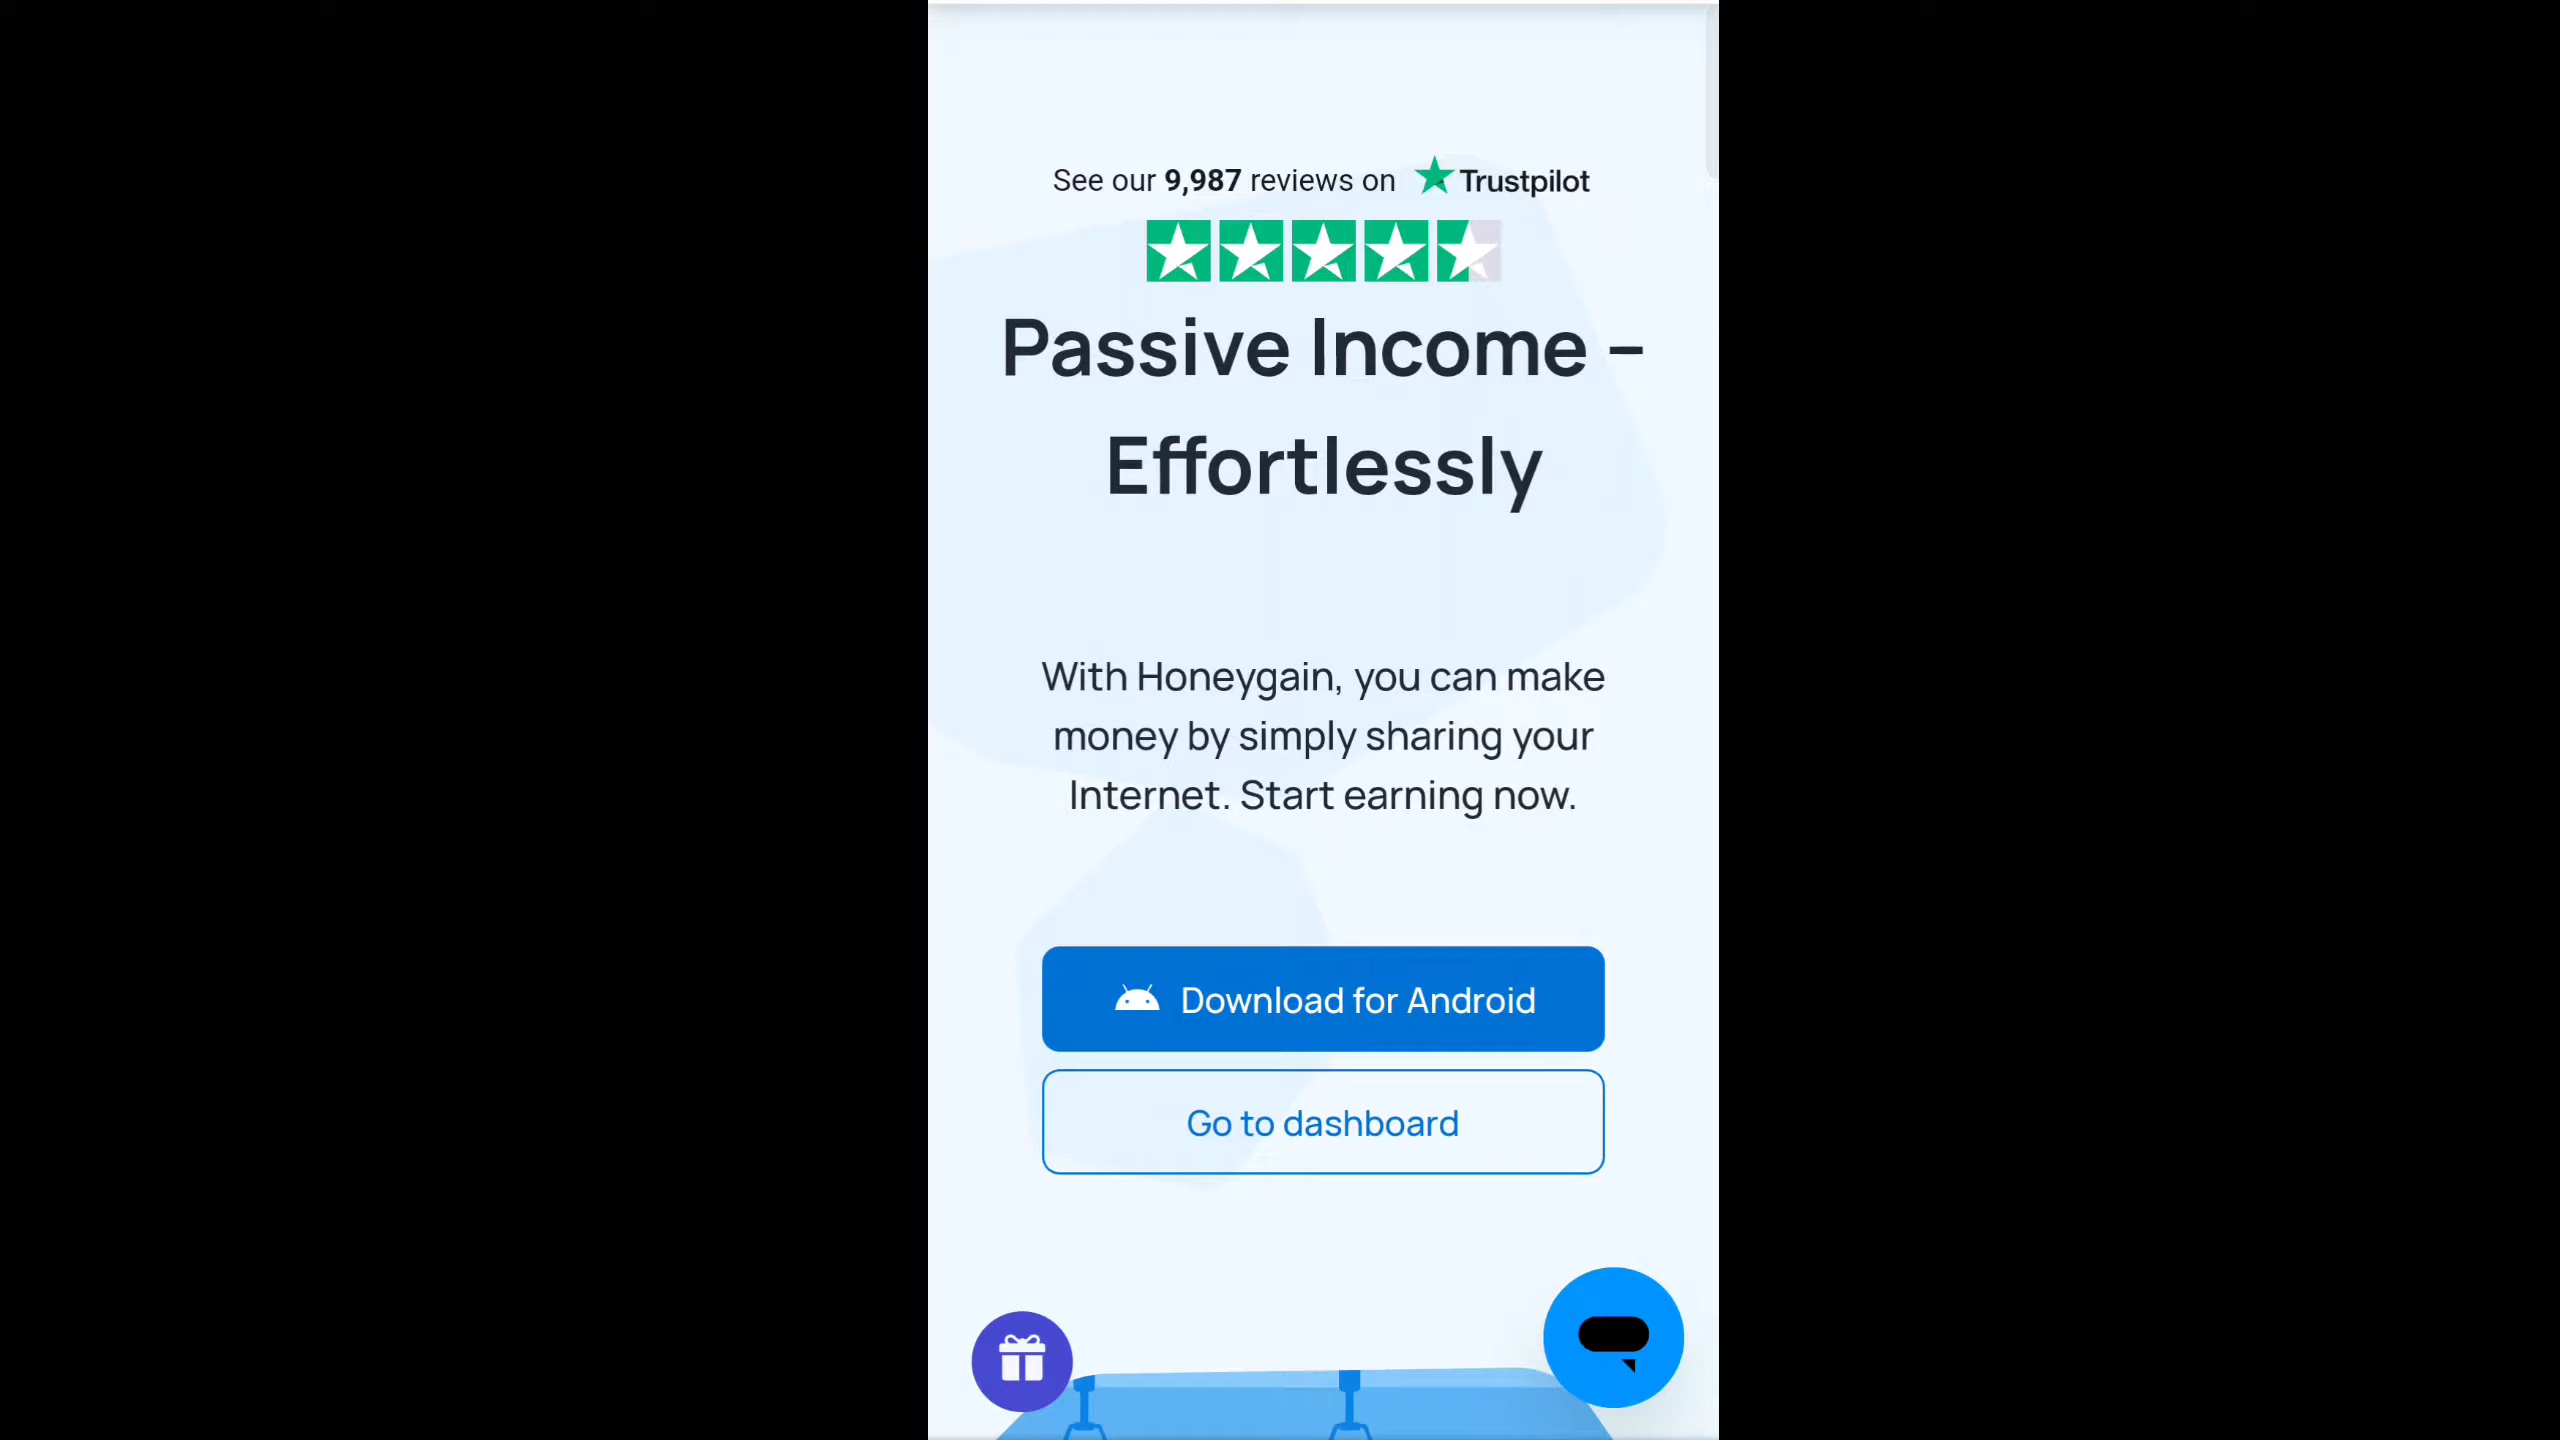 See our 9,987 reviews on Trustpilot
Passive Income –
Effortlessly
With Honeygain, you can make
money by simply sharing your
Internet. Start earning now.
Download for Android
Go to dashboard